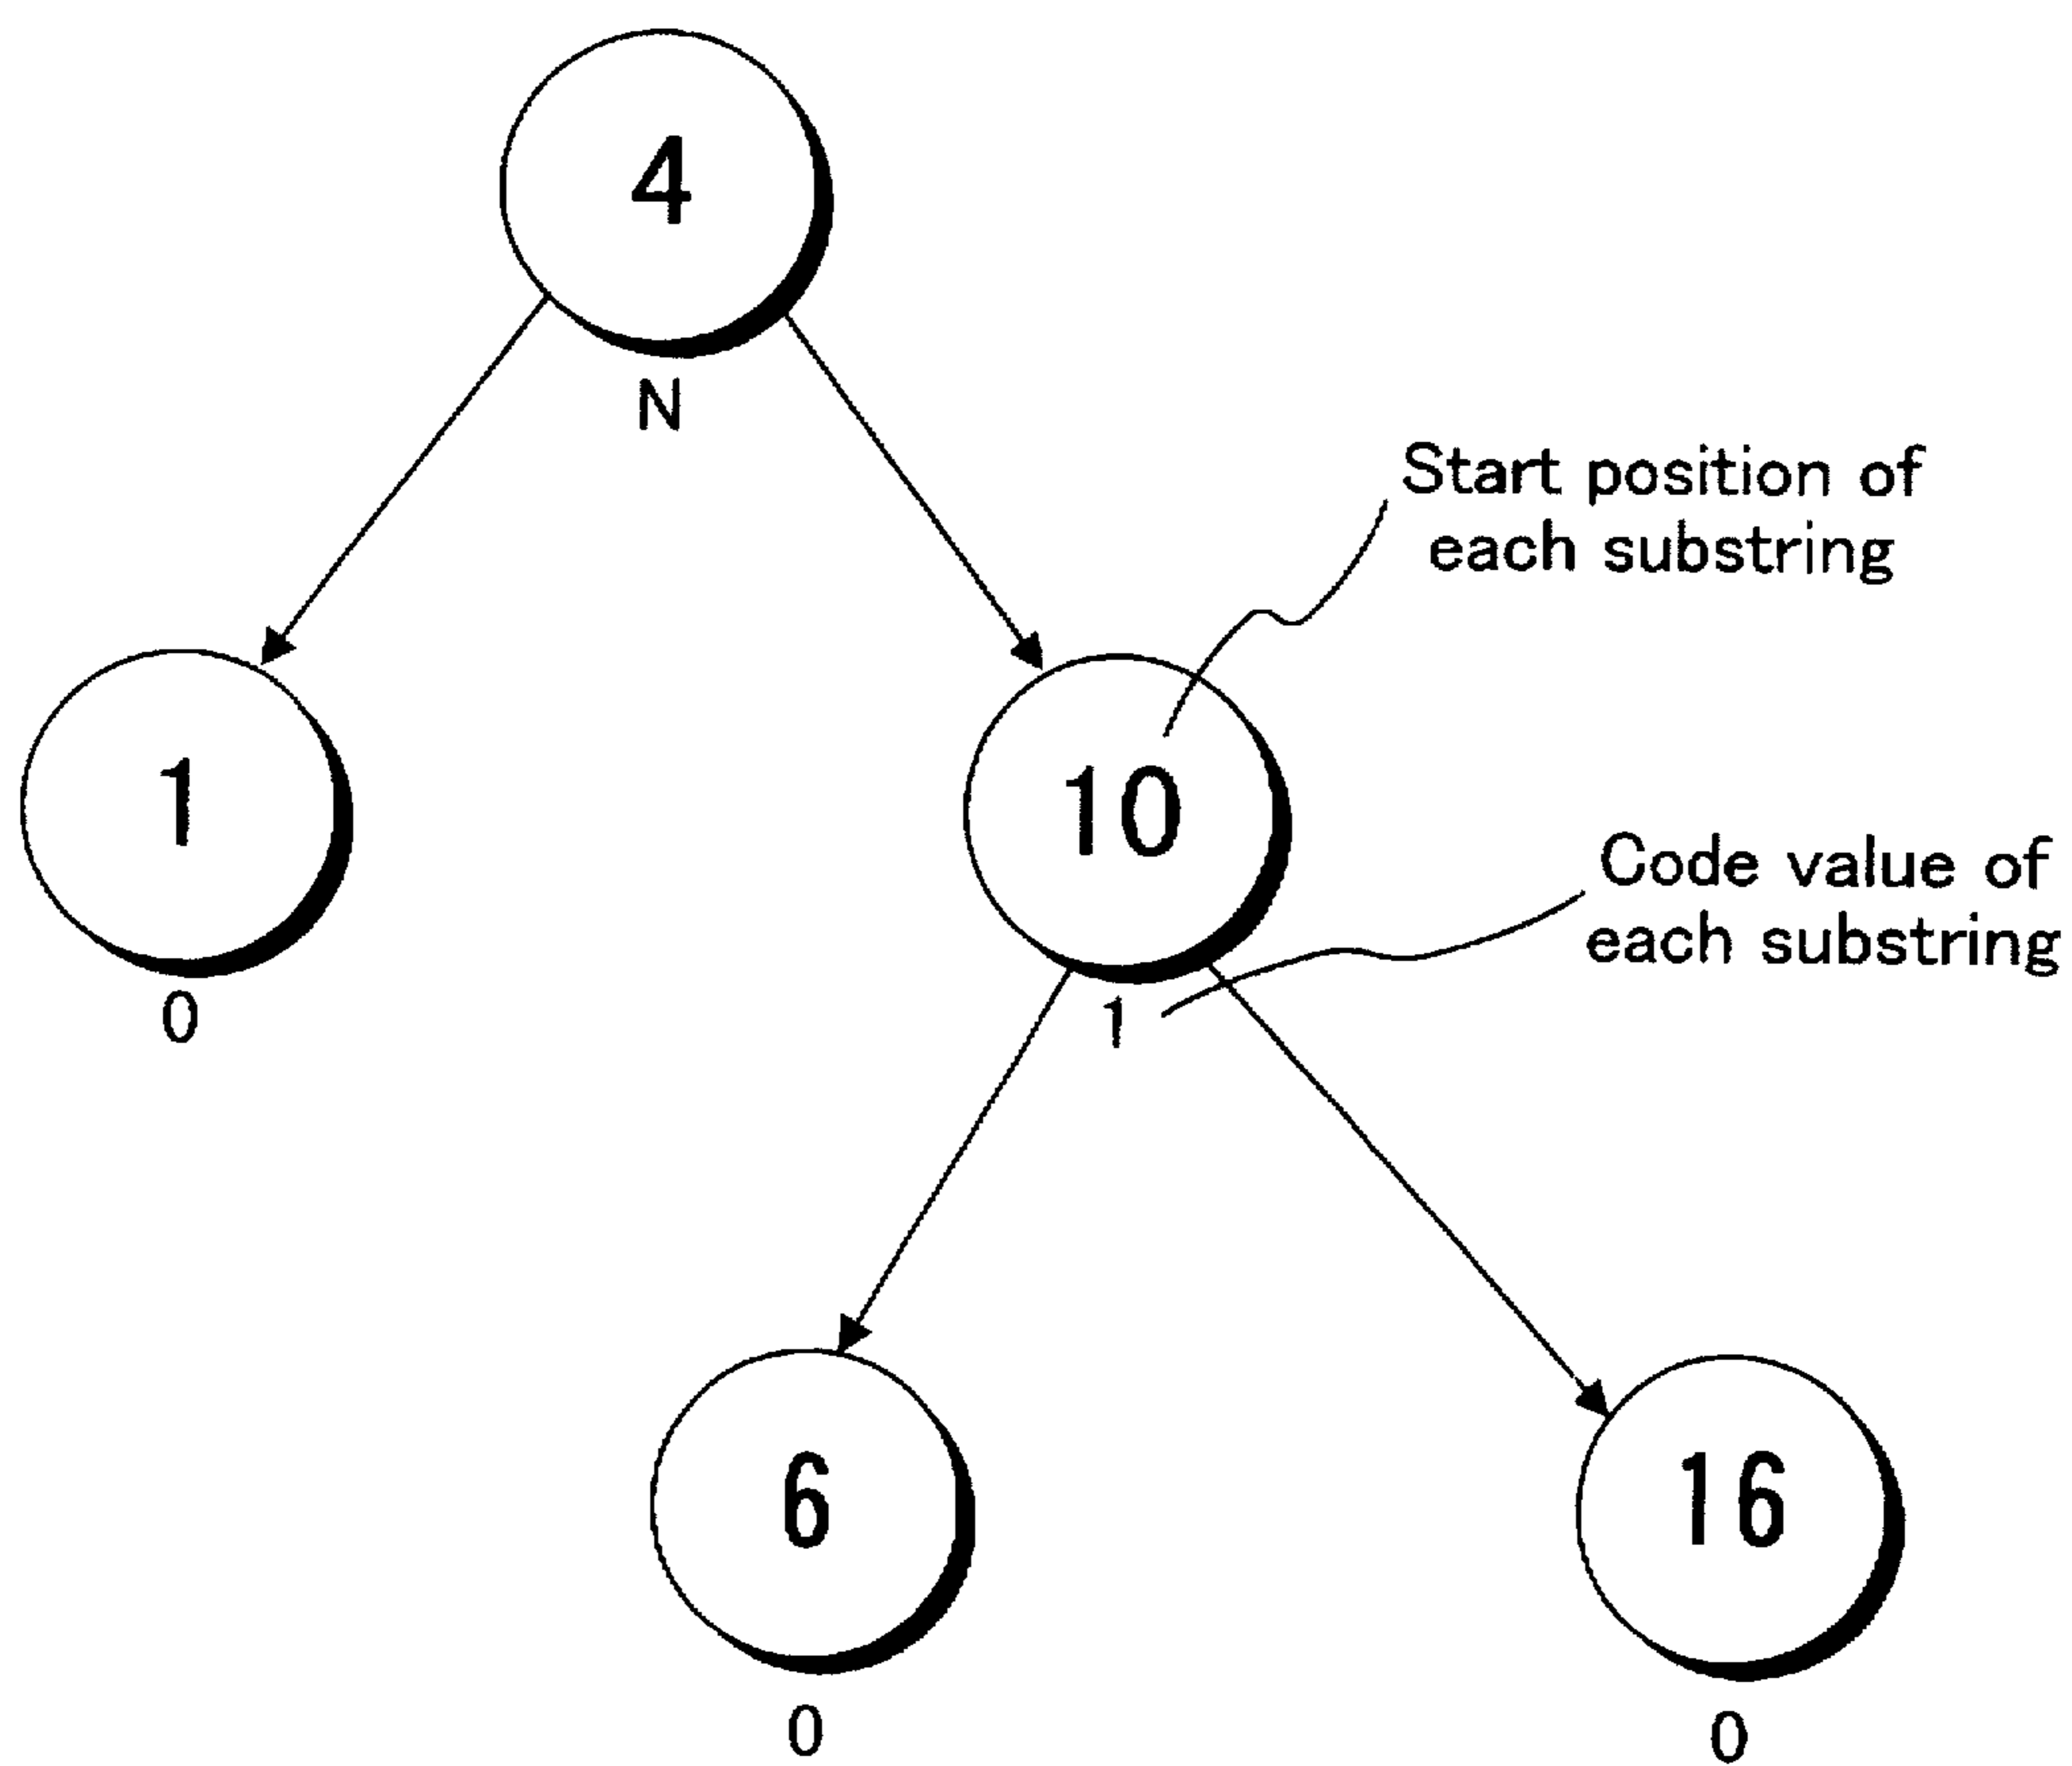 4
N
Start position of
each substring
1
10
Code value of
each substring
0
1
6
16
0
0